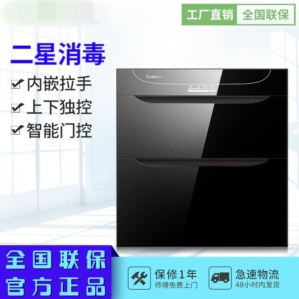 工厂直销 全国联保
二星消毒
内嵌拉手
上下独控
智能门控
全国联保
官方正品
保修1年
师傅免费上门
急速物流
48小时内发货